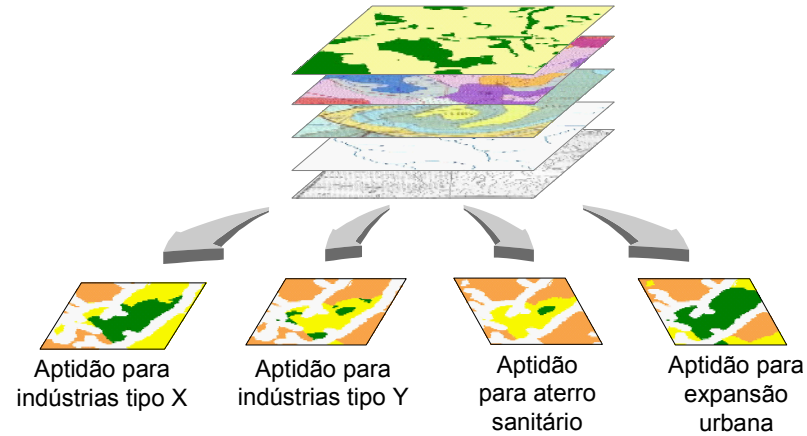 Aptidão para
indústrias tipo X
Aptidão para
indústrias tipo Y
Aptidão
para aterro
sanitário
Aptidão para
expansão
urbana